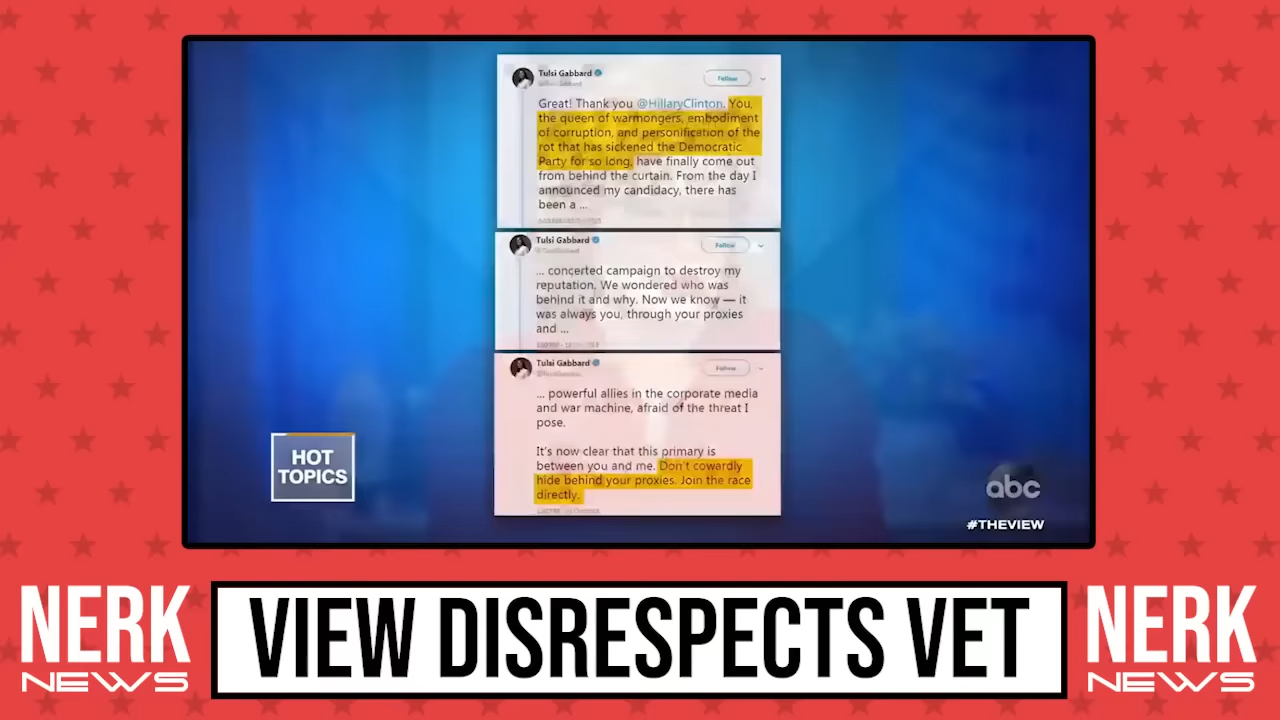 Tulsi Gabbard
Follow
Great! Thank you @HillaryClinton. You,
the queen of warmongers, embodiment
of corruption, and personification of the
rot that has sickened the Democratic
Party for so long, have finally come out
from behind the curtain. From the day I
announced my candidacy, there has
been a ...
Tulsi Gabbard
Follow
... concerted campaign to destroy my
reputation. We wondered who was
behind it and why. Now we know — it
was always you, through your proxies
and ...
Tulsi Gabbard
Follow
... powerful allies in the corporate media
and war machine, afraid of the threat I
pose.
It's now clear that this primary is
between you and me. Don't cowardly
hide behind your proxies. Join the race
directly.
HOT
TOPICS
abc
#THEVIEW
NERK
NEWS
VIEW DISRESPECTS VET
NERK
NEWS